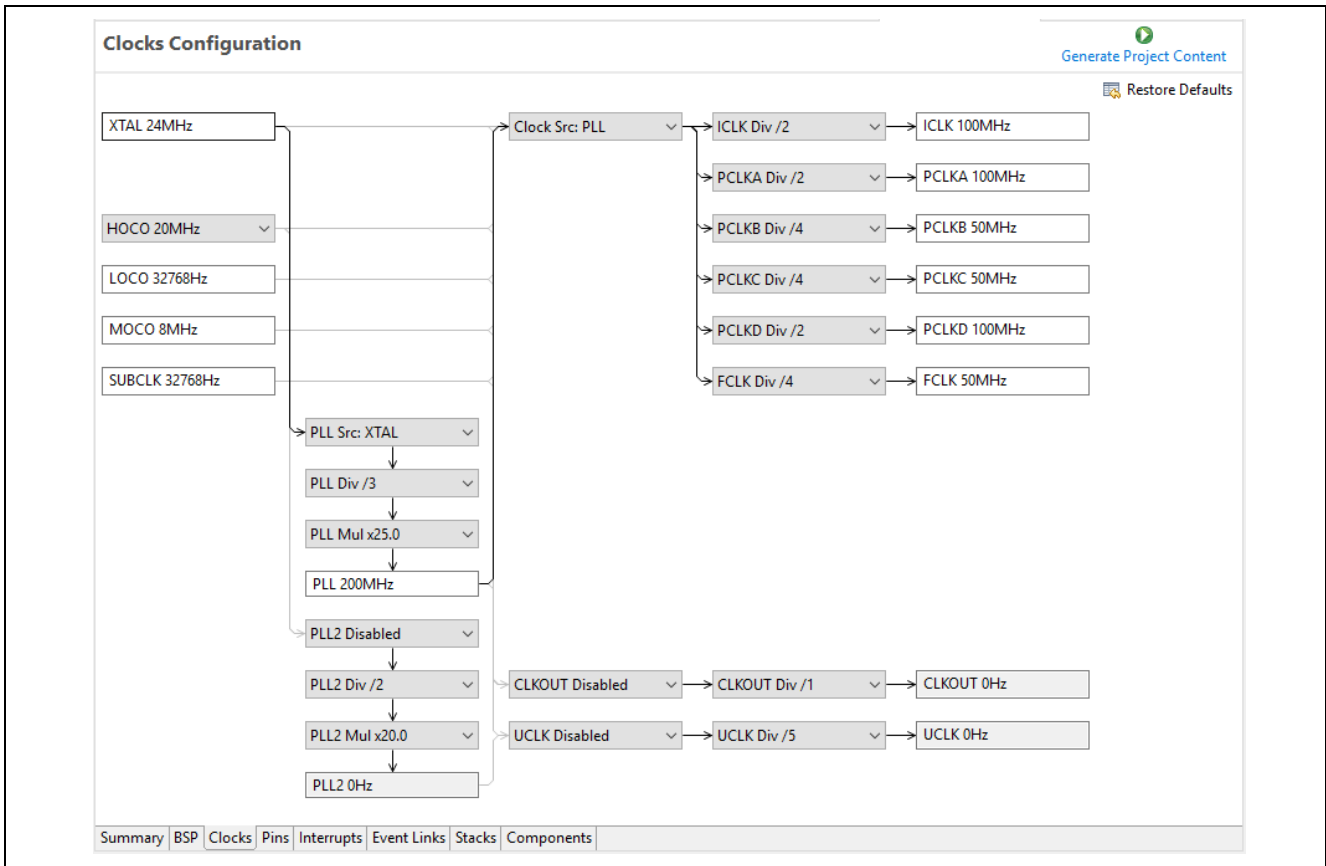 Clocks Configuration
Generate Project Content
Restore Defaults
XTAL 24MHz
Clock Src: PLL
ICLK Div /2
ICLK 100MHz
PCLKA Div /2
PCLKA 100MHz
HOCO 20MHz
PCLKB Div /4
PCLKB 50MHz
LOCO 32768Hz
PCLKC Div /4
PCLKC 50MHz
MOCO 8MHz
PCLKD Div /2
PCLKD 100MHz
SUBCLK 32768Hz
FCLK Div /4
FCLK 50MHz
PLL Src: XTAL
PLL Div /3
PLL Mul x25.0
PLL 200MHz
PLL2 Disabled
PLL2 Div /2
CLKOUT Disabled
CLKOUT Div /1
CLKOUT 0Hz
PLL2 Mul x20.0
UCLK Disabled
UCLK Div /5
UCLK 0Hz
PLL2 0Hz
Summary BSP Clocks Pins Interrupts Event Links Stacks Components